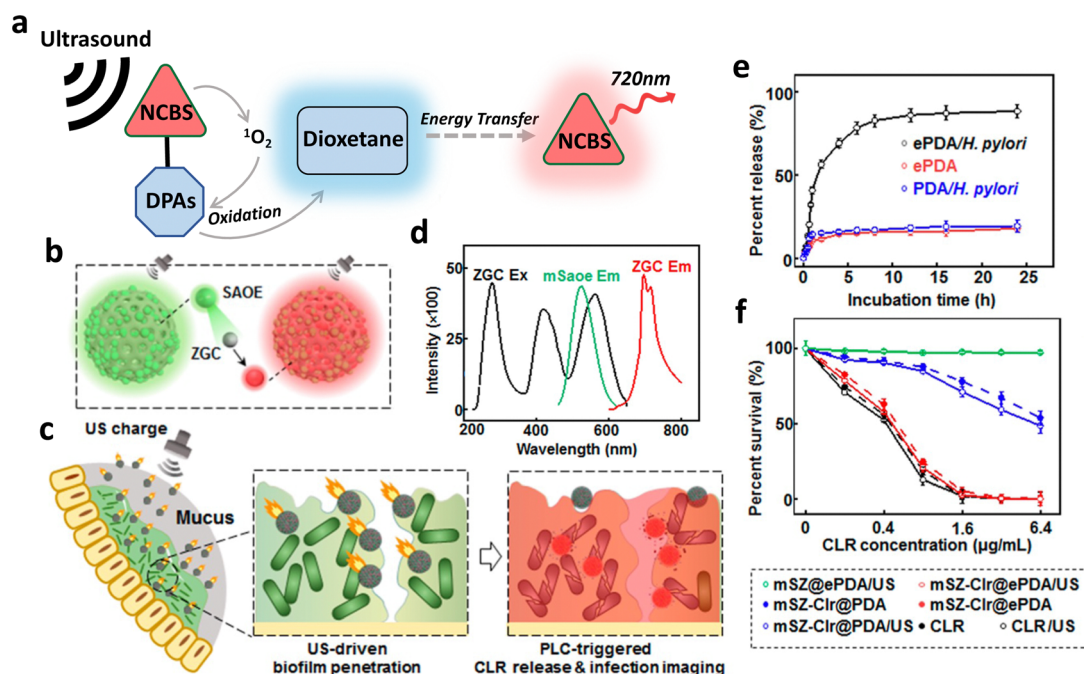 a
Ultrasound
NCBS
¹O₂
DPAs
Oxidation
Dioxetane
Energy Transfer
NCBS
720nm
b
SAOE
ZGC
c
US charge
Mucus
US-driven
biofilm penetration
PLC-triggered
CLR release & infection imaging
d
Intensity (×100)
50
25
0
ZGC Ex
mSaoe Em
ZGC Em
200
400
600
800
Wavelength (nm)
e
Percent release (%)
100
50
0
ePDA/H. pylori
ePDA
PDA/H. pylori
0
5
10
15
20
25
Incubation time (h)
f
Percent survival (%)
100
50
0
0
0.4
1.6
6.4
CLR concentration (µg/mL)
mSZ@ePDA/US
mSZ-Clr@ePDA/US
mSZ-Clr@PDA
mSZ-Clr@ePDA
mSZ-Clr@PDA/US
CLR
CLR/US